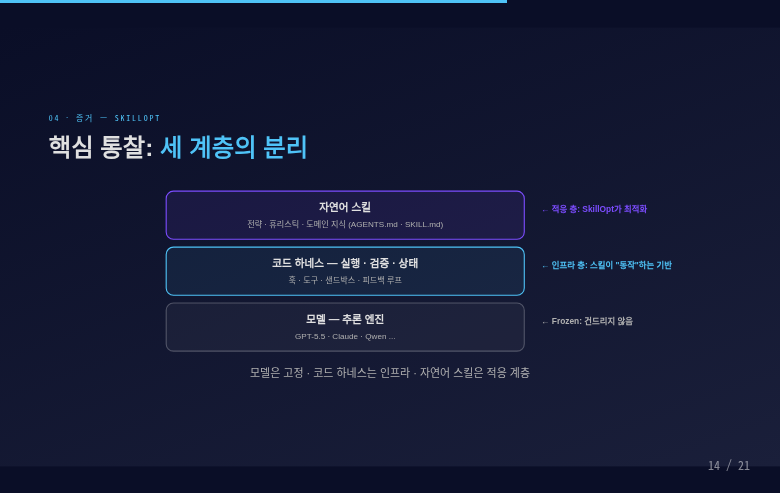 04 · 증거 — SKILLOPT
핵심 통찰: 세 계층의 분리
자연어 스킬
전략 · 휴리스틱 · 도메인 지식 (AGENTS.md · SKILL.md)
← 적응 층: SkillOpt가 최적화
코드 하네스 — 실행 · 검증 · 상태
훅 · 도구 · 샌드박스 · 피드백 루프
← 인프라 층: 스킬이 "동작"하는 기반
모델 — 추론 엔진
GPT-5.5 · Claude · Qwen ...
← Frozen: 건드리지 않음
모델은 고정 · 코드 하네스는 인프라 · 자연어 스킬은 적응 계층
14 / 21